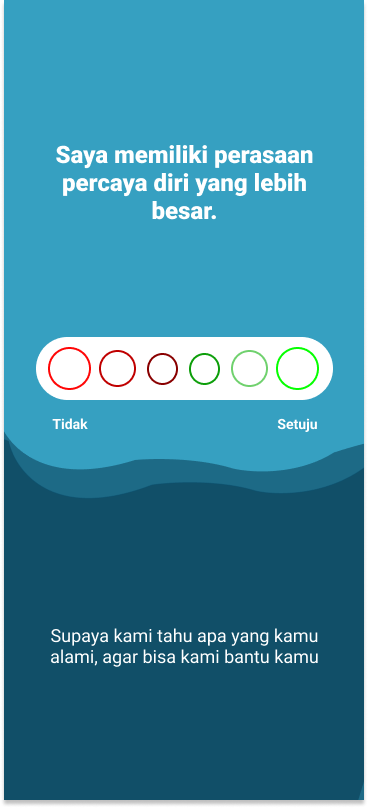 Saya memiliki perasaan
percaya diri yang lebih
besar.
Tidak
Setuju
Supaya kami tahu apa yang kamu
alami, agar bisa kami bantu kamu